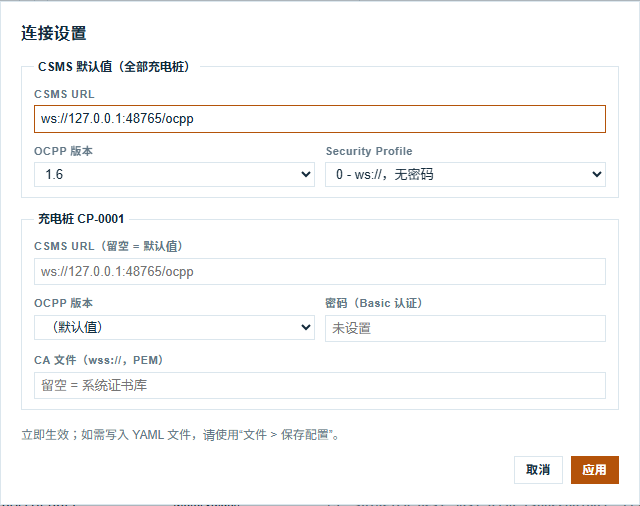 连接设置
CSMS 默认值（全部充电桩）
CSMS URL
ws://127.0.0.1:48765/ocpp
OCPP 版本
Security Profile
1.6
0 - ws://，无密码
充电桩 CP-0001
CSMS URL（留空 = 默认值）
ws://127.0.0.1:48765/ocpp
OCPP 版本
密码（Basic 认证）
（默认值）
未设置
CA 文件（wss://，PEM）
留空 = 系统证书库
立即生效；如需写入 YAML 文件，请使用“文件 > 保存配置”。
取消
应用